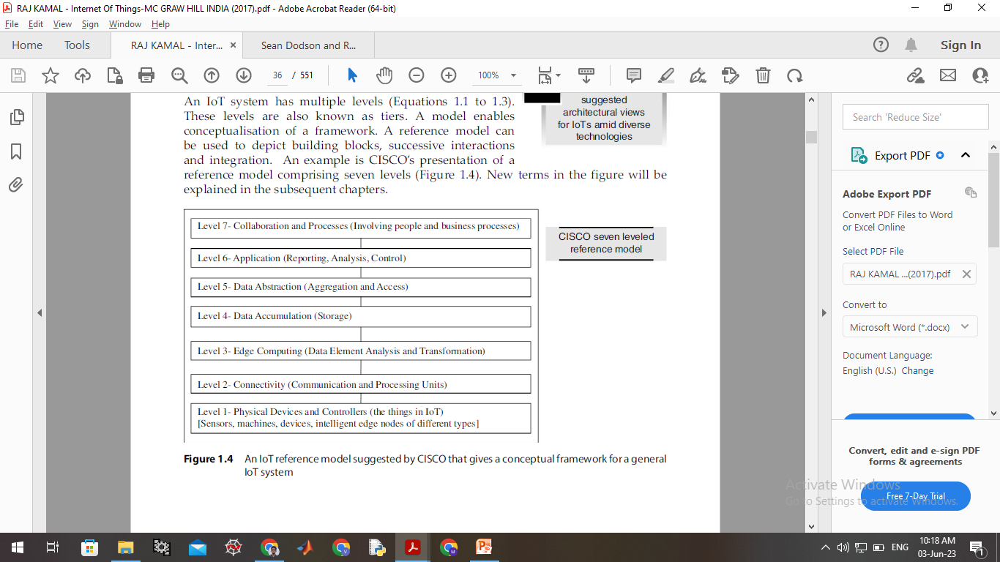 RAJ KAMAL - Internet Of Things-MC GRAW HILL INDIA (2017).pdf - Adobe Acrobat Reader (64-bit)
File Edit View Sign Window Help
Home Tools RAJ KAMAL - Inter... × Sean Dodson and R... Sign In
36 / 551 100%
An IoT system has multiple levels (Equations 1.1 to 1.3).
These levels are also known as tiers. A model enables
conceptualisation of a framework. A reference model can
be used to depict building blocks, successive interactions
and integration. An example is CISCO's presentation of a
reference model comprising seven levels (Figure 1.4). New terms in the figure will be
explained in the subsequent chapters.
suggested
architectural views
for IoTs amid diverse
technologies
Level 7- Collaboration and Processes (Involving people and business processes)
Level 6- Application (Reporting, Analysis, Control)
Level 5- Data Abstraction (Aggregation and Access)
Level 4- Data Accumulation (Storage)
Level 3- Edge Computing (Data Element Analysis and Transformation)
Level 2- Connectivity (Communication and Processing Units)
Level 1- Physical Devices and Controllers (the things in IoT)
[Sensors, machines, devices, intelligent edge nodes of different types]
CISCO seven leveled
reference model
Figure 1.4 An IoT reference model suggested by CISCO that gives a conceptual framework for a general
IoT system
Search 'Reduce Size'
Export PDF
Adobe Export PDF
Convert PDF Files to Word
or Excel Online
Select PDF File
RAJ KAMAL ...(2017).pdf
Convert to
Microsoft Word (*.docx)
Document Language:
English (U.S.) Change
Convert, edit and e-sign PDF
forms & agreements
Free 7-Day Trial
Activate Windows
Go to Settings to activate Windows.
ENG
10:18 AM
03-Jun-23
1